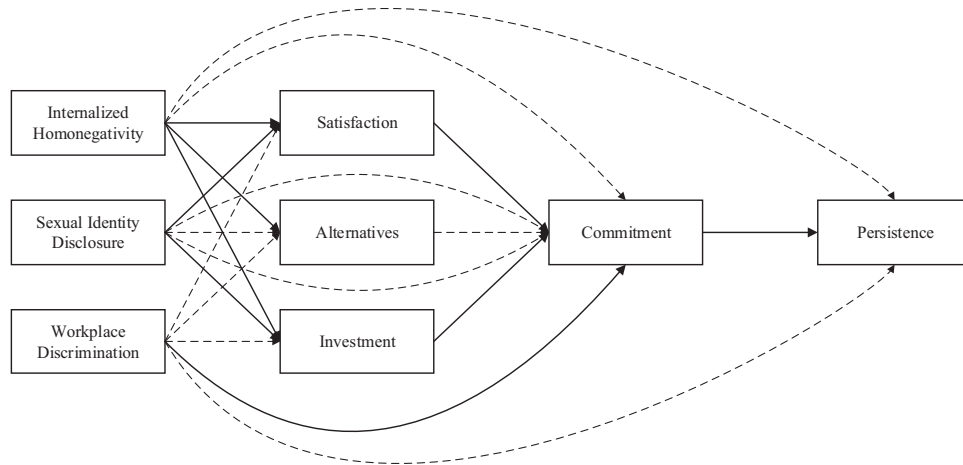 Internalized
Homonegativity
Satisfaction
Sexual Identity
Disclosure
Alternatives
Commitment
Persistence
Workplace
Discrimination
Investment